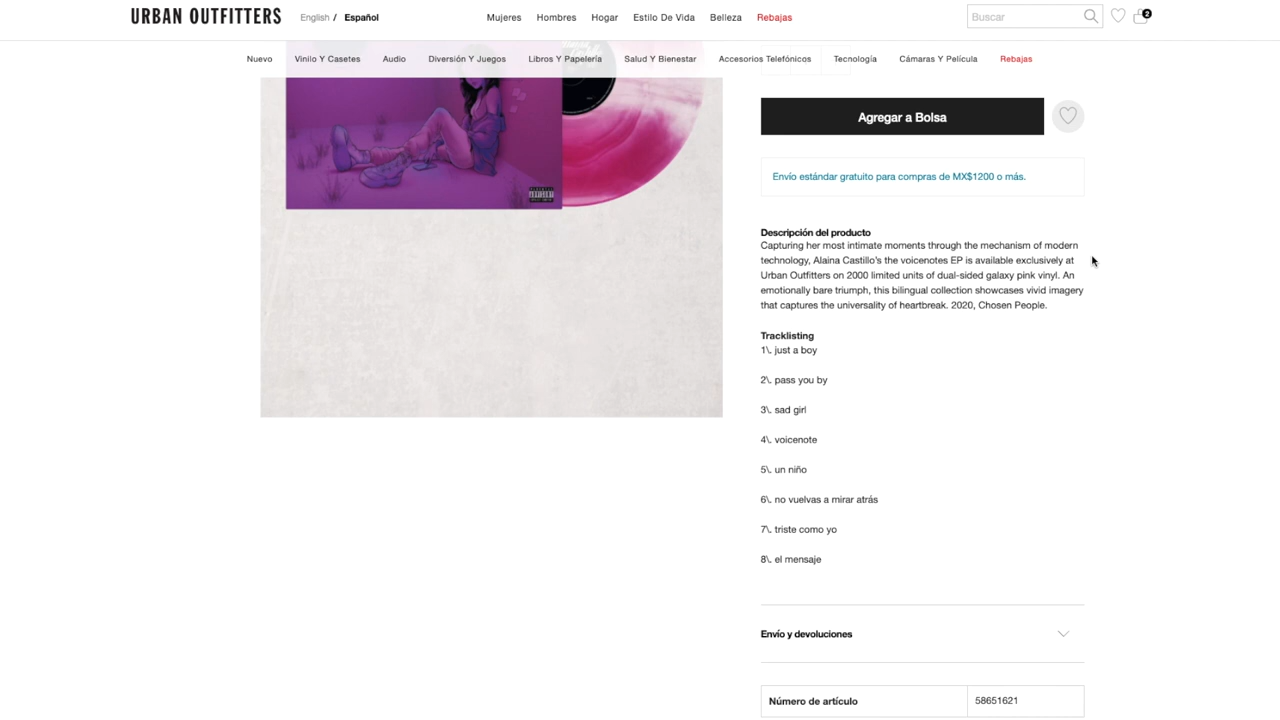 URBAN OUTFITTERS
English / Español
Mujeres Hombres Hogar Estilo De Vida Belleza Rebajas
Buscar
2
Nuevo Vinilo Y Casetes Audio Diversión Y Juegos Libros Y Papelería Salud Y Bienestar Accesorios Telefónicos Tecnología Cámaras Y Película Rebajas
Agregar a Bolsa
Envío estándar gratuito para compras de MX$1200 o más.
Descripción del producto
Capturing her most intimate moments through the mechanism of modern
technology, Alaina Castillo's the voicenotes EP is available exclusively at
Urban Outfitters on 2000 limited units of dual-sided galaxy pink vinyl. An
emotionally bare triumph, this bilingual collection showcases vivid imagery
that captures the universality of heartbreak. 2020, Chosen People.
Tracklisting
1\. just a boy
2\. pass you by
3\. sad girl
4\. voicenote
5\. un niño
6\. no vuelvas a mirar atrás
7\. triste como yo
8\. el mensaje
Envío y devoluciones
Número de artículo 58651621